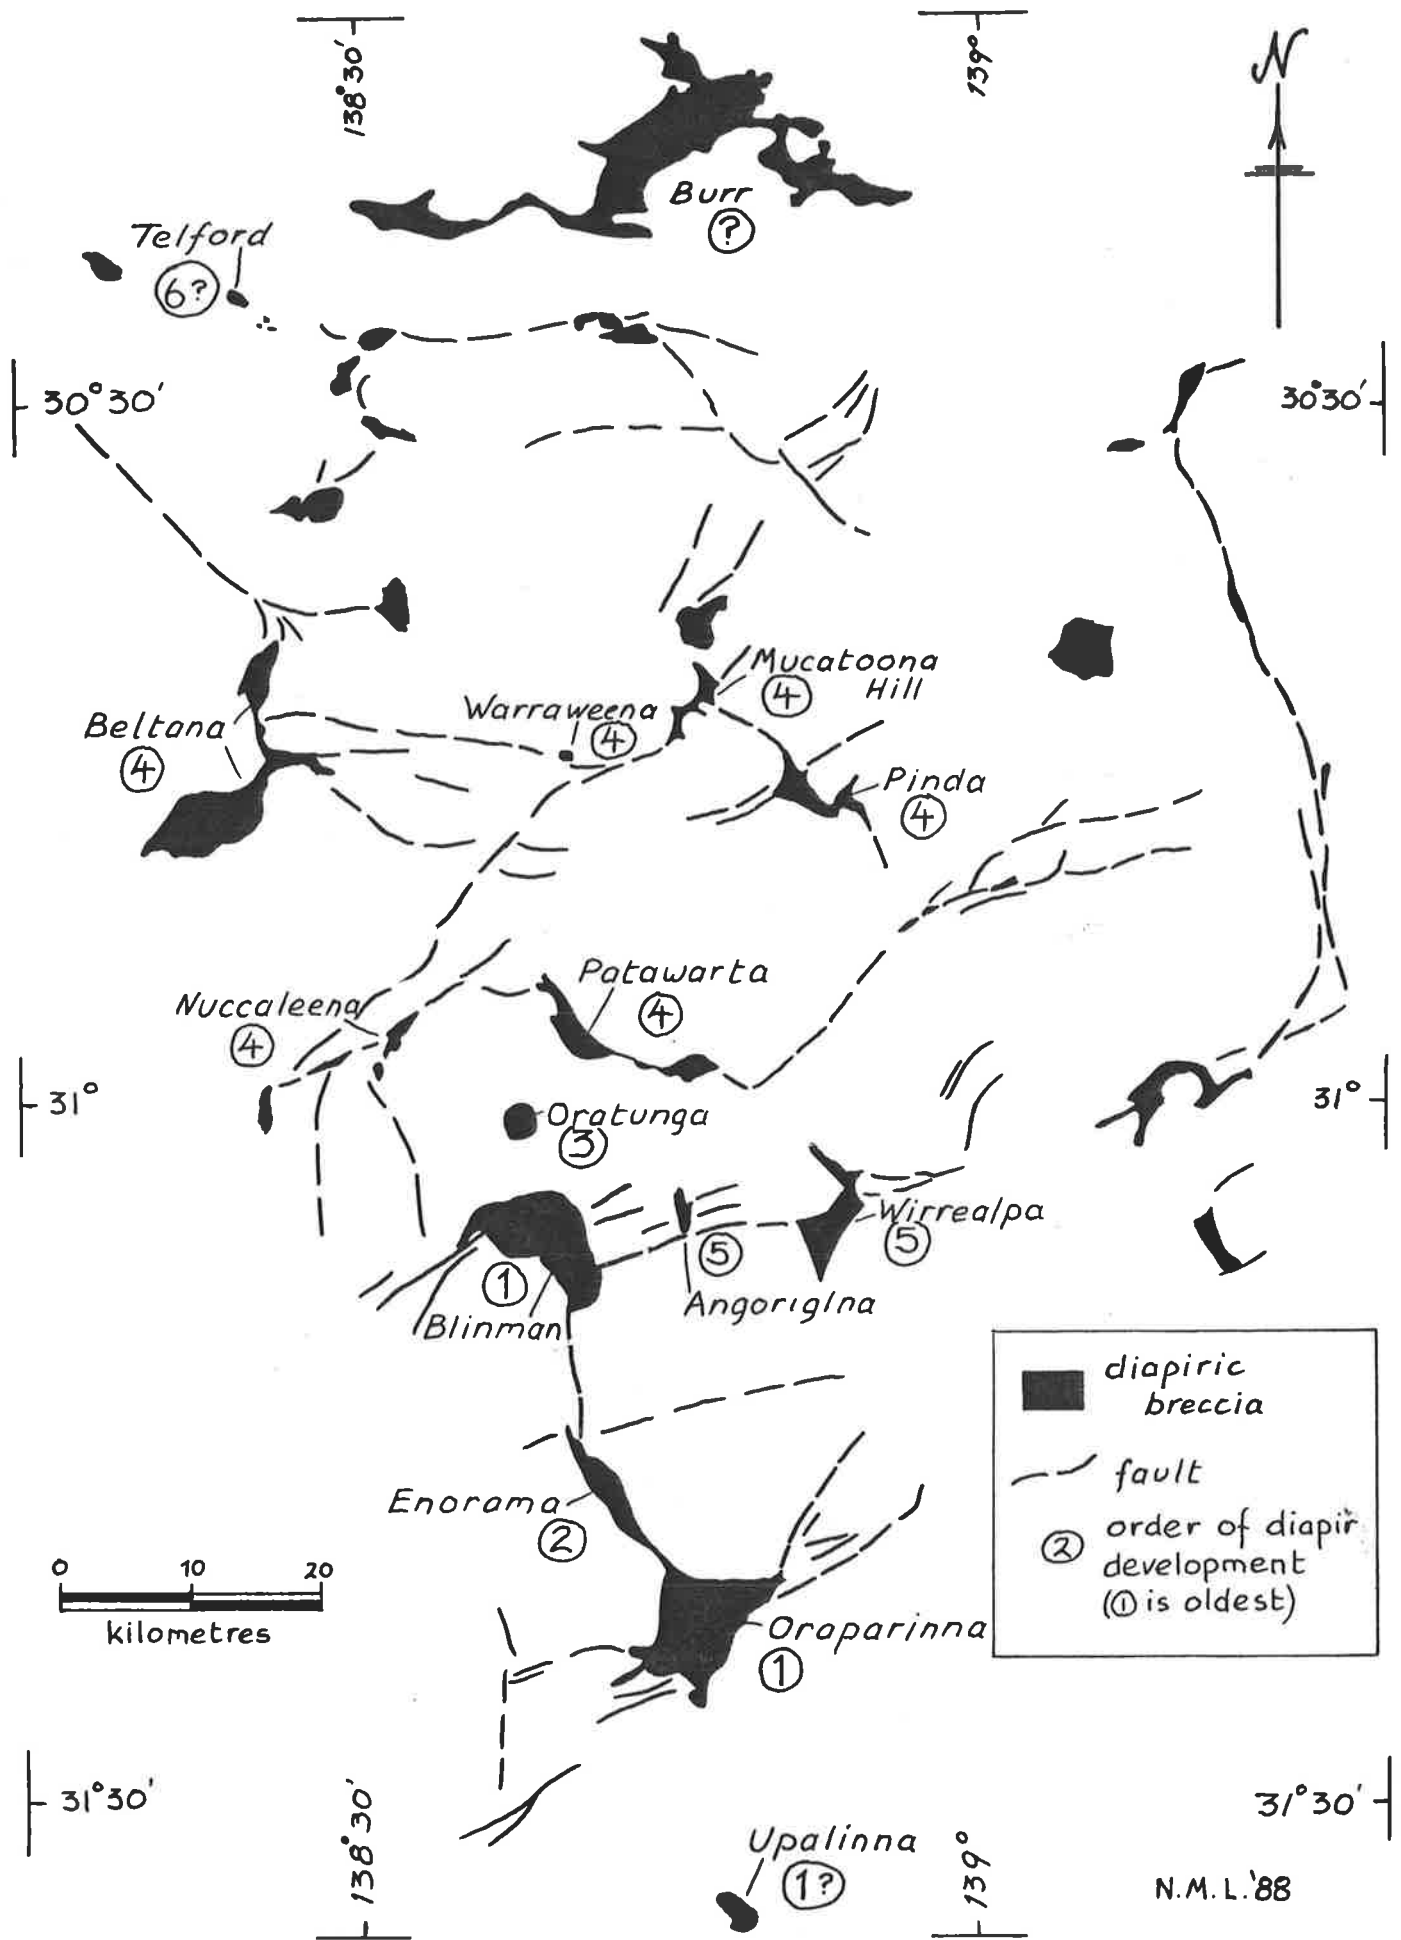 138°30'
139°
N
Burr
?
Telford
6?
30°30'
30°30'
Mucatoona
Hill
4
Warraweena
4
Beltana
4
Pinda
4
Patawarta
4
Nuccaleena
4
31°
31°
Oratunga
3
Wirrealpa
5
5
Angorigina
1
Blinman
diapiric
breccia
fault
2 order of diapir
development
(1 is oldest)
Enorama
2
0 10 20
kilometres
Oraparinna
1
31°30'
31°30'
138°30'
Upalinna
1?
139°
N.M.L.'88